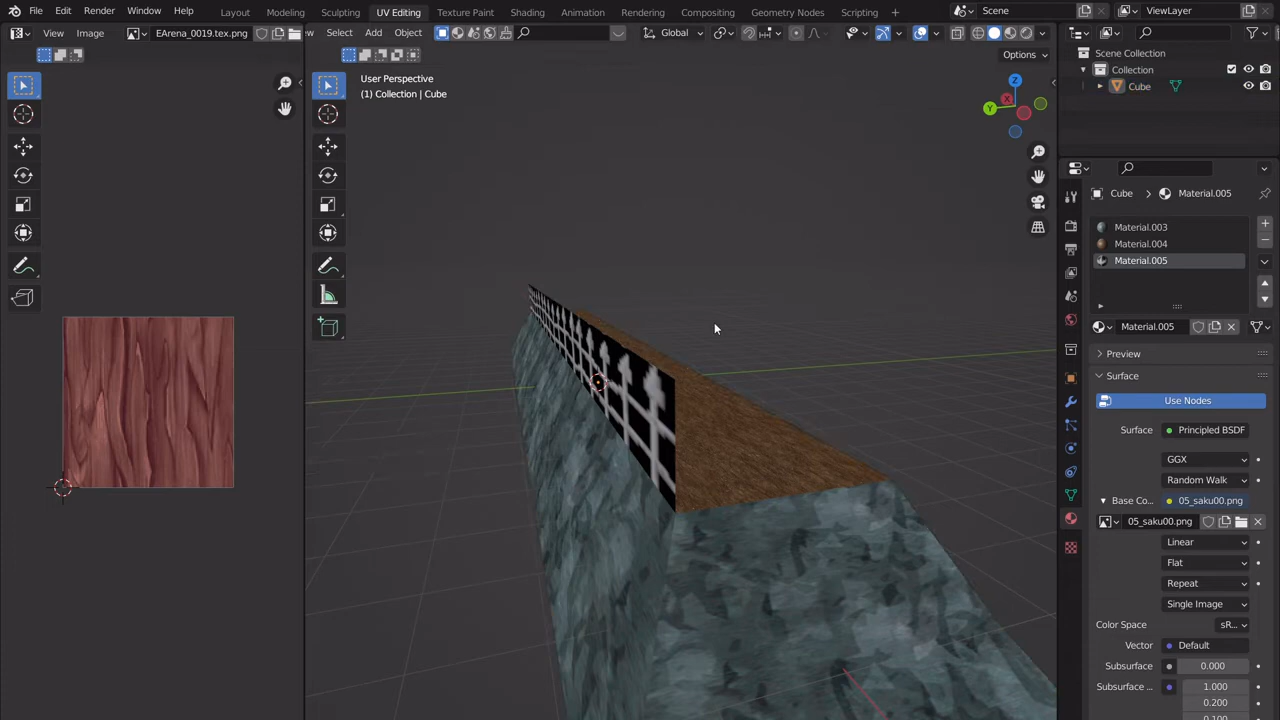 File Edit Render Window Help Layout Modeling Sculpting UV Editing Texture Paint Shading Animation Rendering Compositing Geometry Nodes Scripting Scene ViewLayer
View Image EArena_0019.tex.png
Select Add Object Global
Options
User Perspective
(1) Collection | Cube
Z
X
Y
Scene Collection
Collection
Cube
Cube > Material.005
Material.003
Material.004
Material.005
Material.005
Preview
Surface
Use Nodes
Surface Principled BSDF
GGX
Random Walk
Base Co... 05_saku00.png
05_saku00.png
Linear
Flat
Repeat
Single Image
Color Space sR...
Vector Default
Subsurface 0.000
Subsurface ... 1.000
0.200